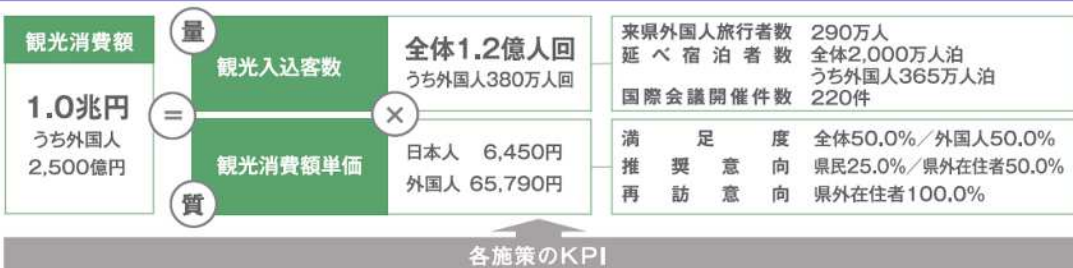 観光消費額
1.0兆円
うち外国人
2,500億円
=
量
観光入込客数
全体1.2億人回
うち外国人380万人回
×
質
観光消費額単価
日本人 6,450円
外国人 65,790円
来県外国人旅行者数 290万人
延べ宿泊者数 全体2,000万人泊
うち外国人365万人泊
国際会議開催件数 220件
満足度 全体50.0%/外国人50.0%
推奨意向 県民25.0%/県外在住者50.0%
再訪意向 県外在住者100.0%
各施策のKPI